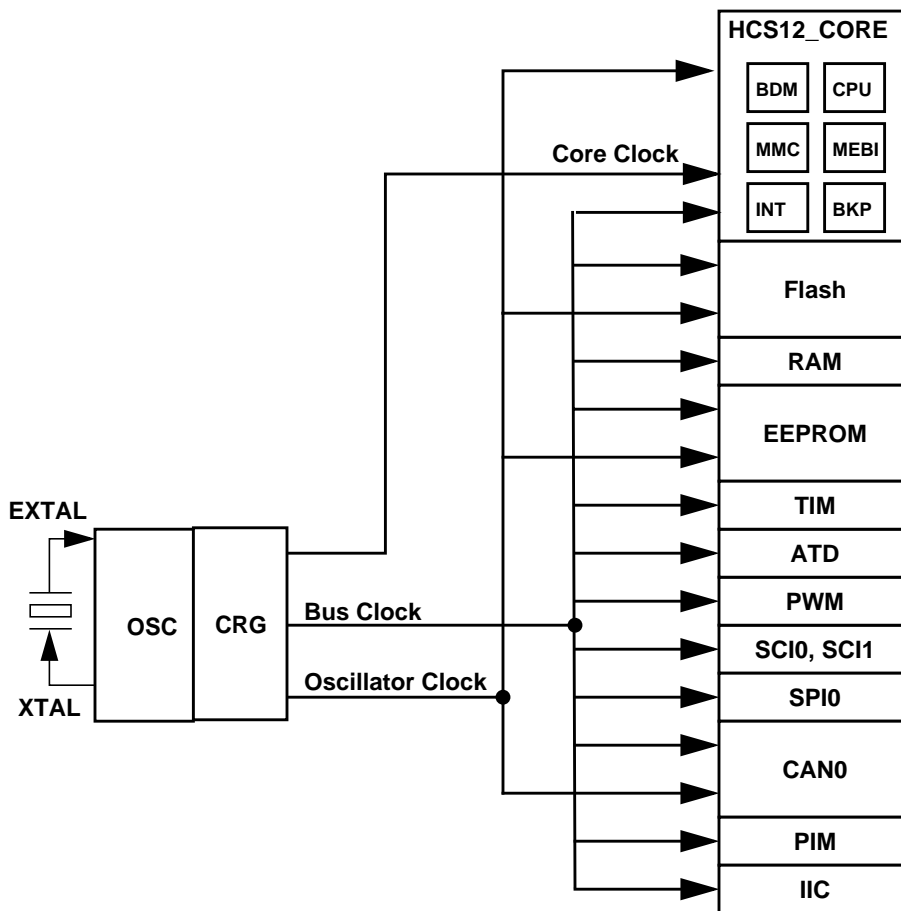 HCS12_CORE
BDM
CPU
Core Clock
MMC
MEBI
INT
BKP
Flash
RAM
EEPROM
EXTAL
TIM
ATD
OSC
CRG
Bus Clock
PWM
SCI0, SCI1
XTAL
Oscillator Clock
SPI0
CAN0
PIM
IIC